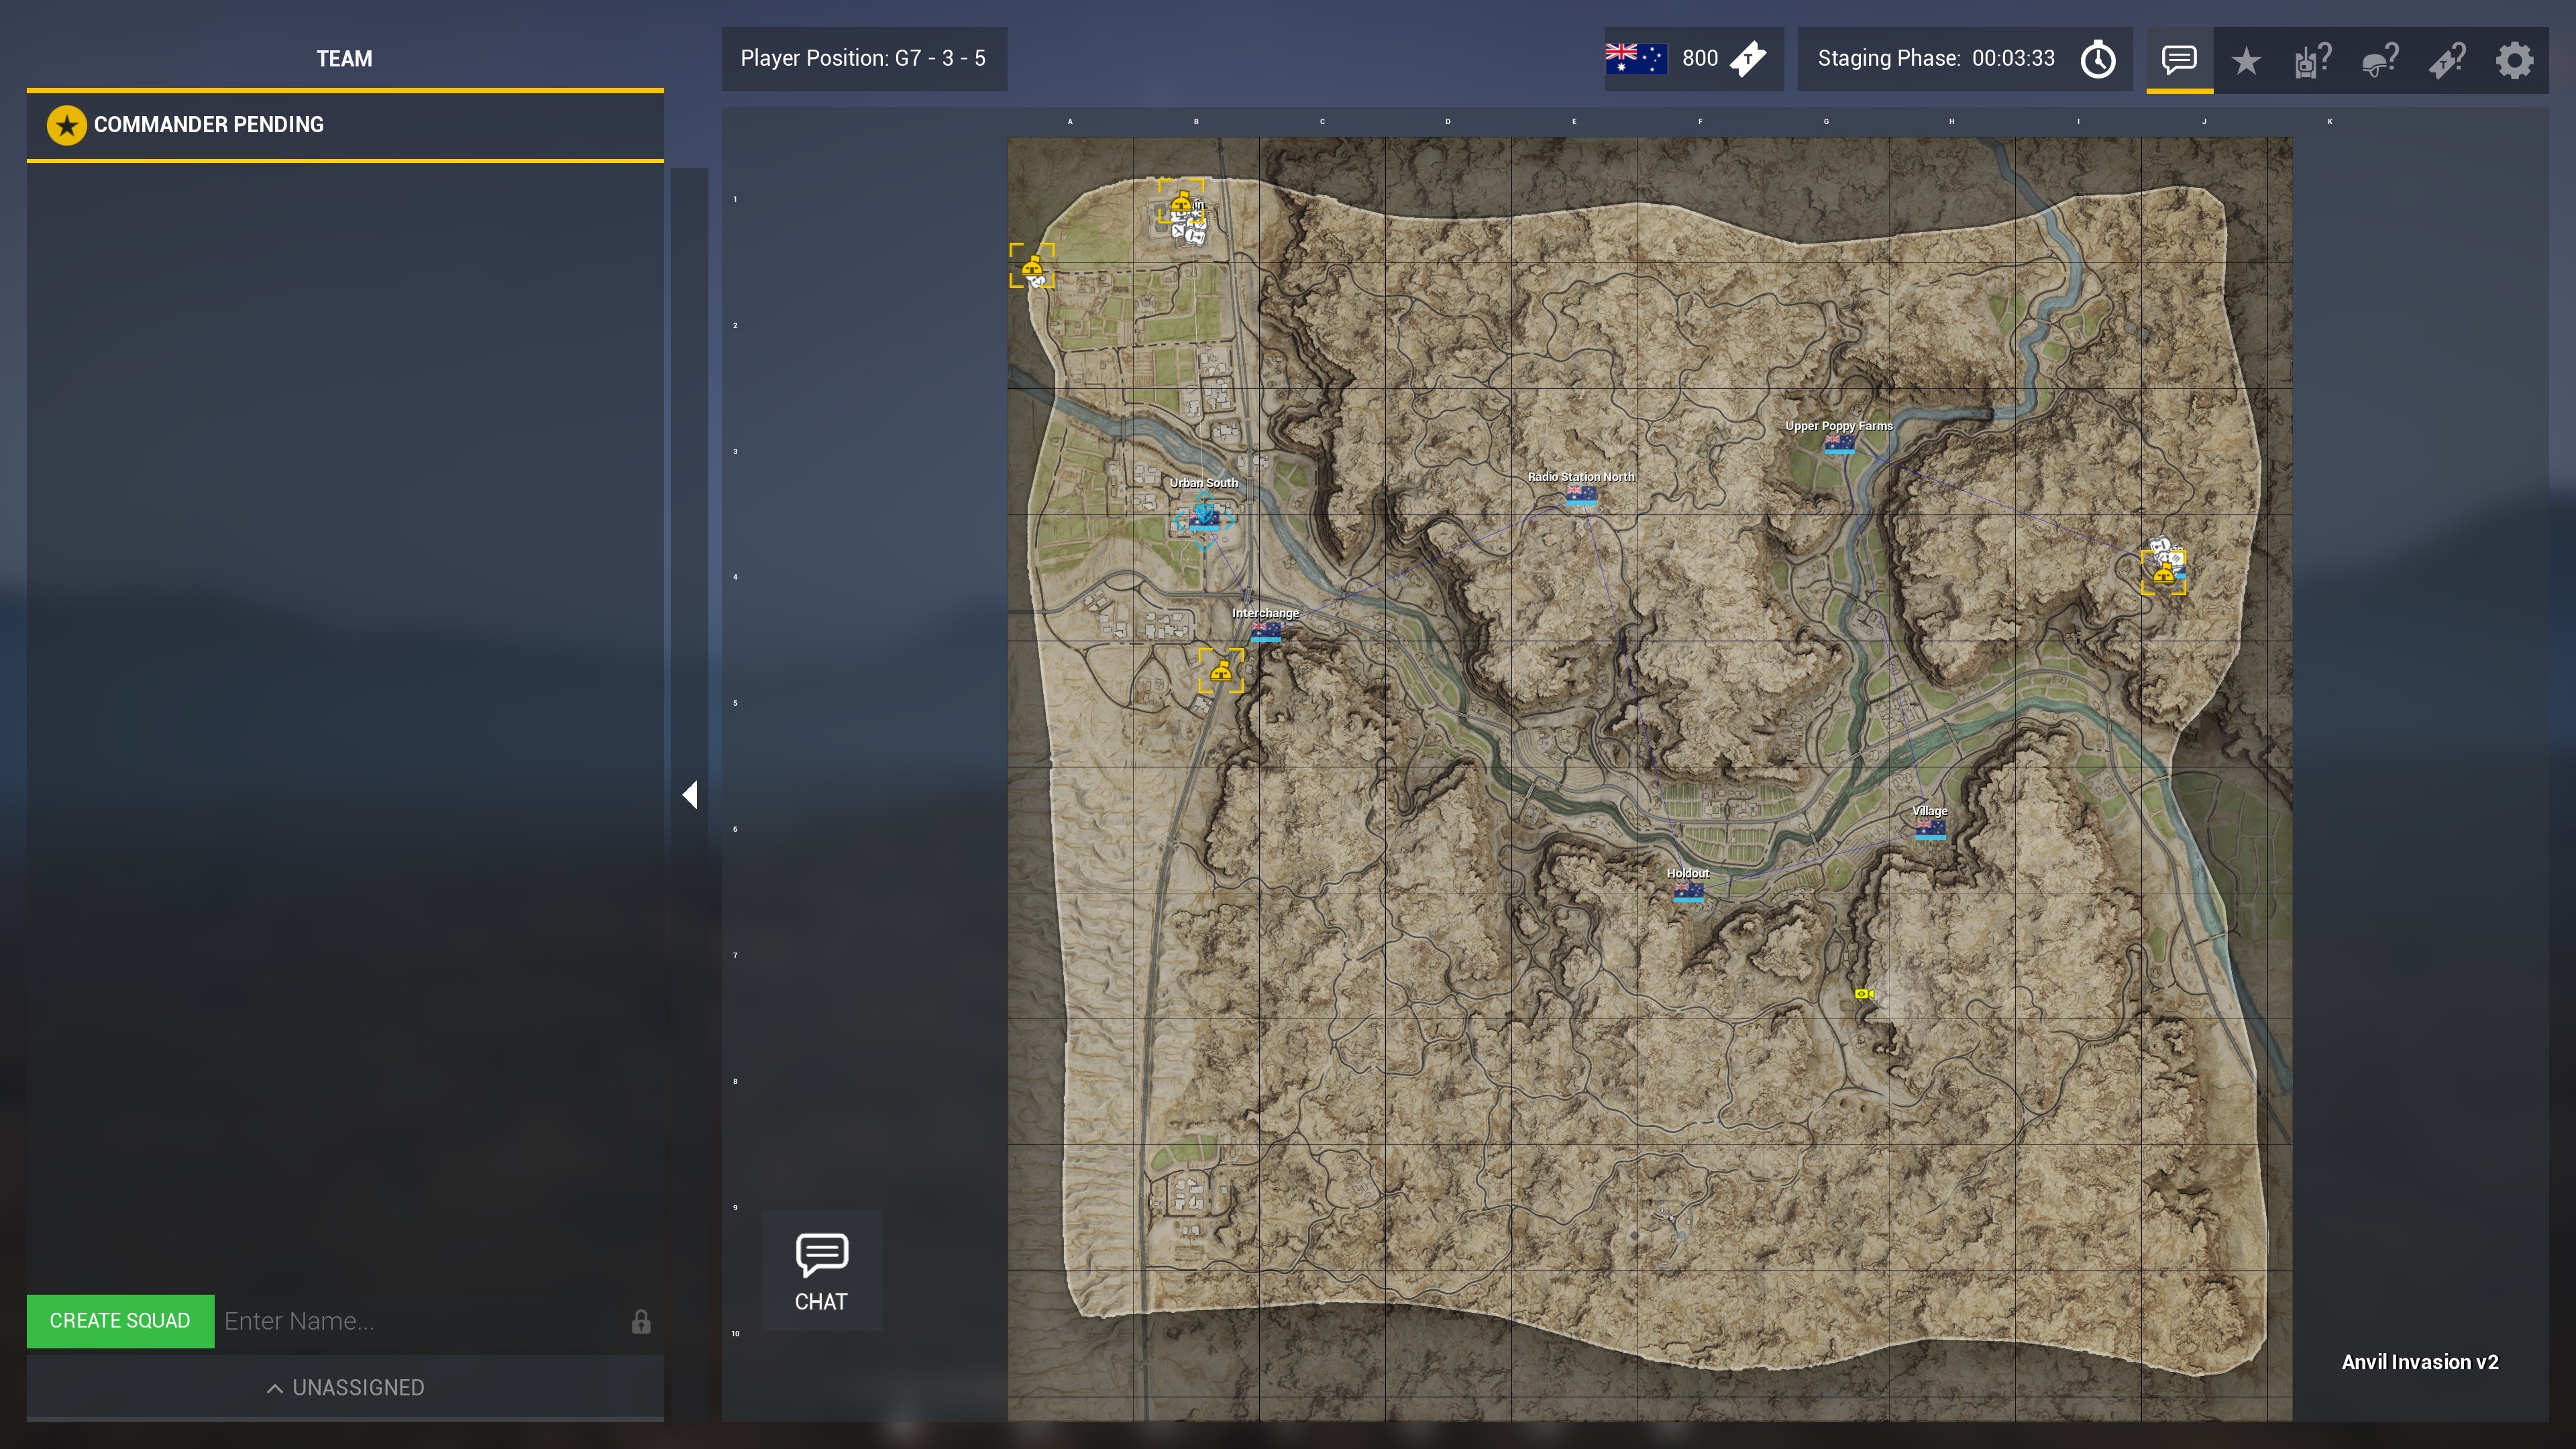 TEAM
Player Position: G7 - 3 - 5
800
T
Staging Phase: 00:03:33
COMMANDER PENDING
A B C D E F G H I J K
1
2
3
Upper Poppy Farms
Radio Station North
Urban South
4
Interchange
5
6
Village
Holdout
7
8
9
CHAT
10
CREATE SQUAD
Enter Name...
Anvil Invasion v2
UNASSIGNED